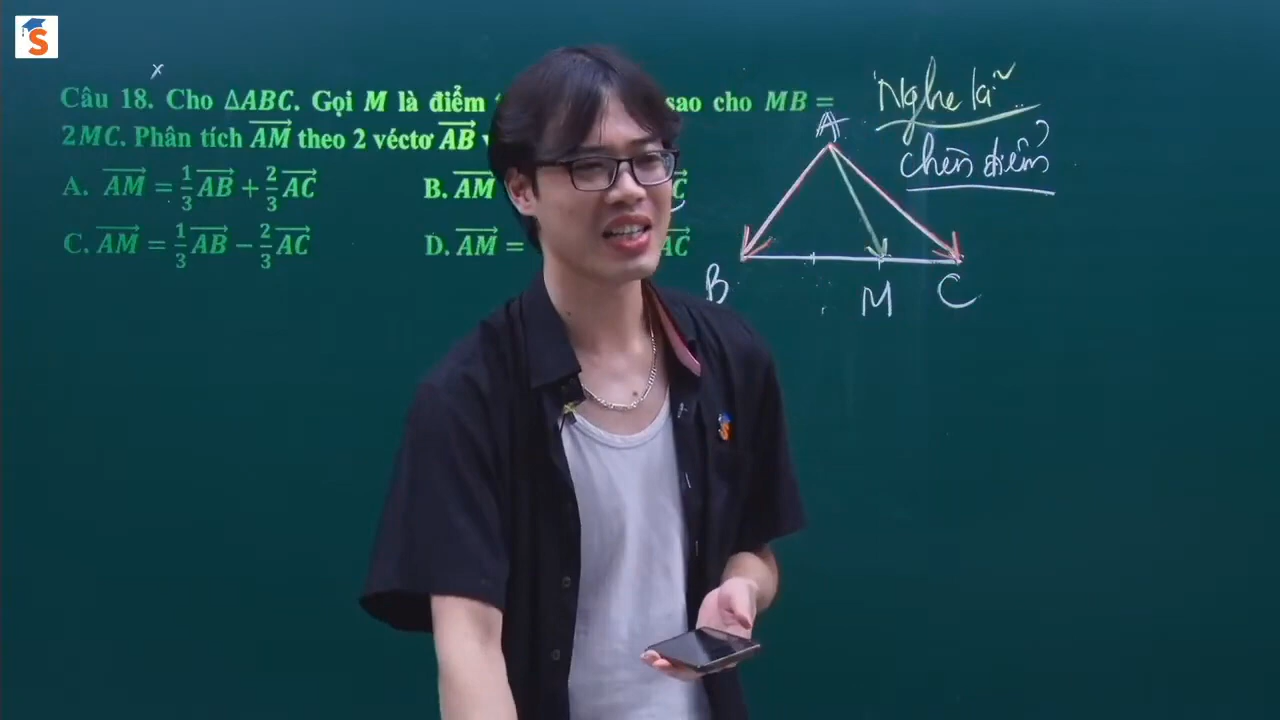 S
x
Câu 18. Cho ΔABC. Gọi M là điểm sao cho MB =
2MC. Phân tích AM theo 2 véctơ AB
A. AM = 1/3 AB + 2/3 AC
B. AM
C. AM = 1/3 AB − 2/3 AC
D. AM = AC
Nghe lại
chèn điểm
A
B
M
C